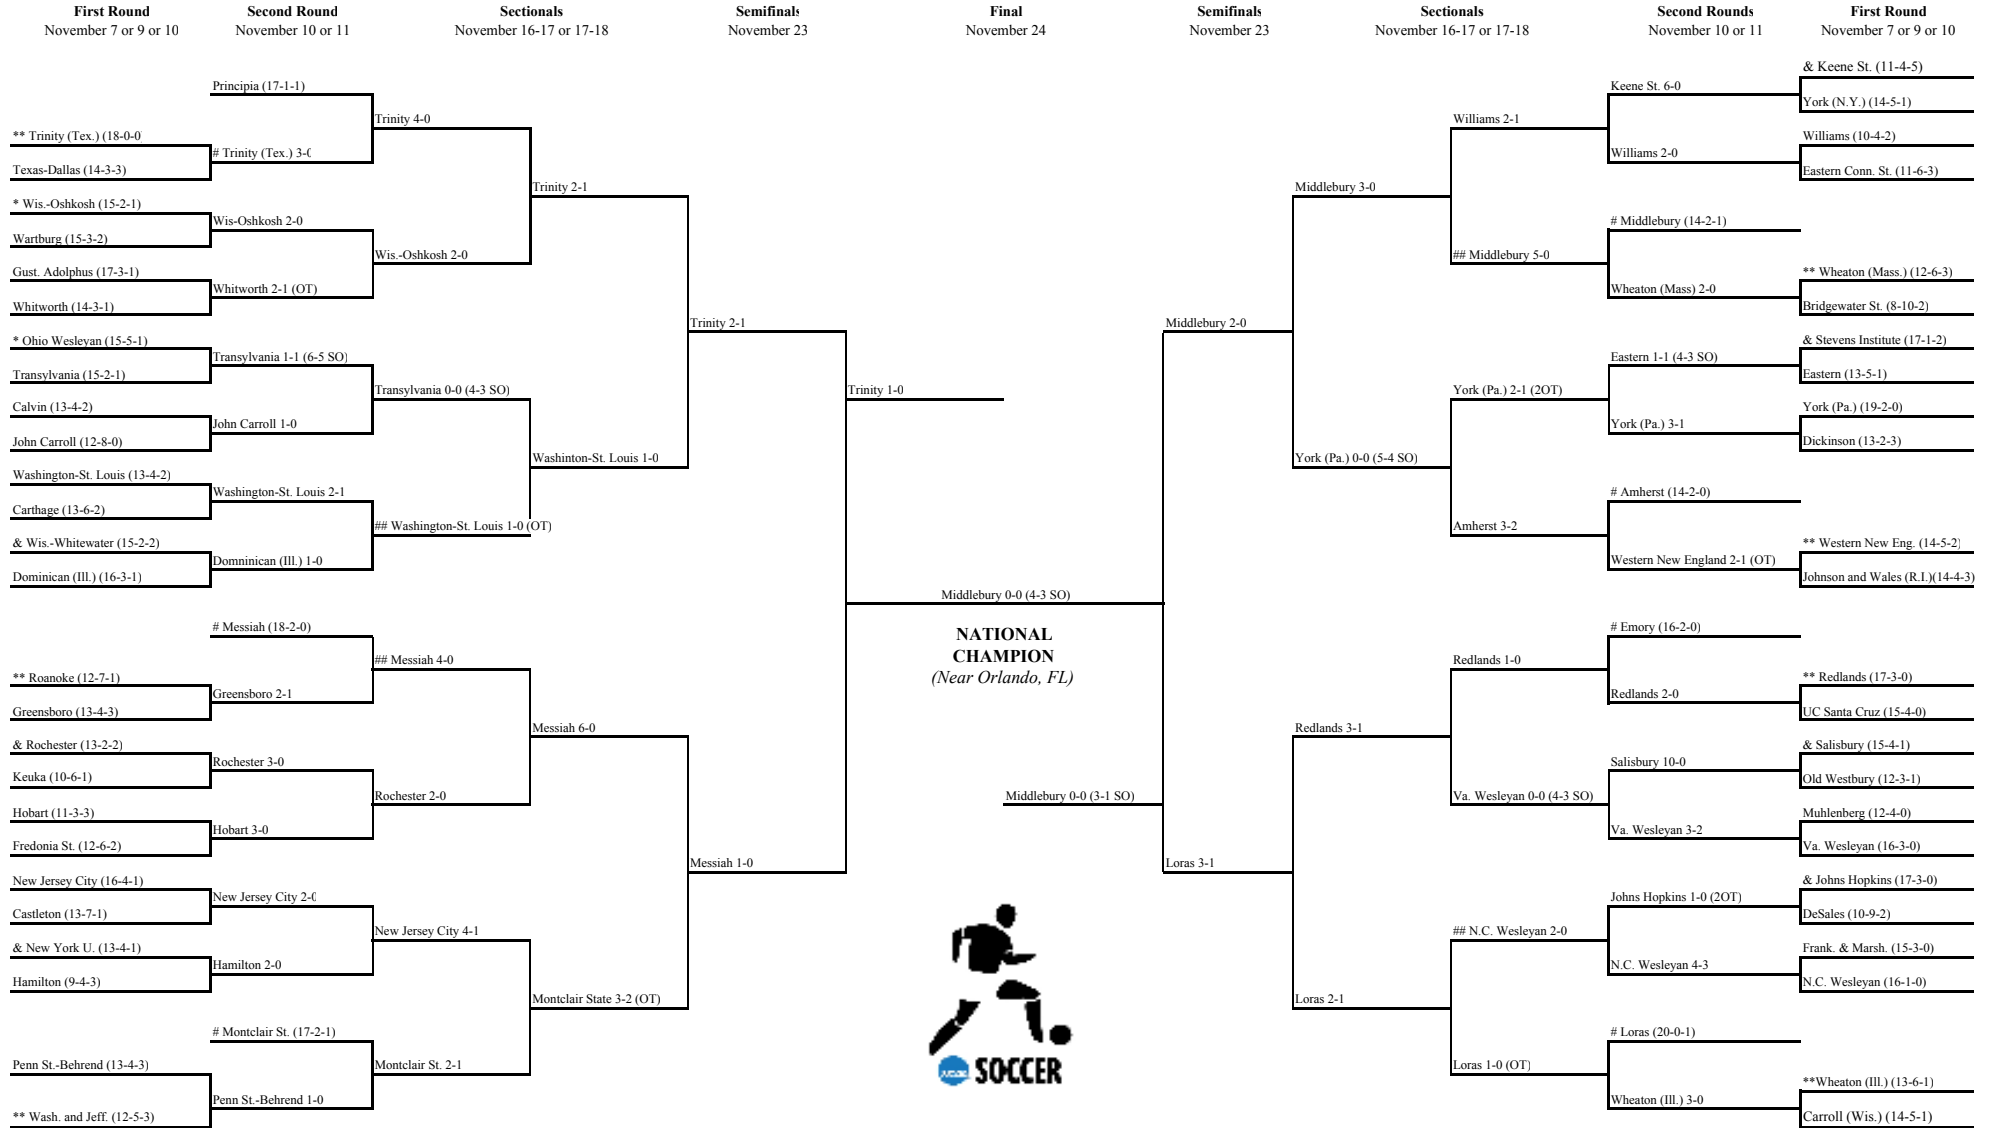 First Round
November 7 or 9 or 10
Second Round
November 10 or 11
Sectionals
November 16-17 or 17-18
Semifinals
November 23
Final
November 24
Semifinals
November 23
Sectionals
November 16-17 or 17-18
Second Rounds
November 10 or 11
First Round
November 7 or 9 or 10
** Trinity (Tex.) (18-0-0
Texas-Dallas (14-3-3)
* Wis.-Oshkosh (15-2-1)
Wartburg (15-3-2)
Gust. Adolphus (17-3-1)
Whitworth (14-3-1)
* Ohio Wesleyan (15-5-1)
Transylvania (15-2-1)
Calvin (13-4-2)
John Carroll (12-8-0)
Washington-St. Louis (13-4-2)
Carthage (13-6-2)
& Wis.-Whitewater (15-2-2)
Dominican (Ill.) (16-3-1)
** Roanoke (12-7-1)
Greensboro (13-4-3)
& Rochester (13-2-2)
Keuka (10-6-1)
Hobart (11-3-3)
Fredonia St. (12-6-2)
New Jersey City (16-4-1)
Castleton (13-7-1)
& New York U. (13-4-1)
Hamilton (9-4-3)
Penn St.-Behrend (13-4-3)
** Wash. and Jeff. (12-5-3)
Principia (17-1-1)
# Trinity (Tex.) 3-0
Wis-Oshkosh 2-0
Whitworth 2-1 (OT)
Transylvania 1-1 (6-5 SO)
John Carroll 1-0
Washington-St. Louis 2-1
Domninican (Ill.) 1-0
# Messiah (18-2-0)
Greensboro 2-1
Rochester 3-0
Hobart 3-0
New Jersey City 2-0
Hamilton 2-0
# Montclair St. (17-2-1)
Penn St.-Behrend 1-0
Trinity 4-0
Wis.-Oshkosh 2-0
Transylvania 0-0 (4-3 SO)
## Washington-St. Louis 1-0 (OT)
## Messiah 4-0
Rochester 2-0
New Jersey City 4-1
Montclair St. 2-1
Trinity 2-1
Washinton-St. Louis 1-0
Messiah 6-0
Montclair State 3-2 (OT)
Trinity 2-1
Messiah 1-0
Trinity 1-0
Middlebury 0-0 (4-3 SO)
NATIONAL
CHAMPION
(Near Orlando, FL)
Middlebury 0-0 (3-1 SO)
NCAA SOCCER
Middlebury 2-0
Loras 3-1
Middlebury 3-0
York (Pa.) 0-0 (5-4 SO)
Redlands 3-1
Loras 2-1
Williams 2-1
## Middlebury 5-0
York (Pa.) 2-1 (2OT)
Amherst 3-2
Redlands 1-0
Va. Wesleyan 0-0 (4-3 SO)
## N.C. Wesleyan 2-0
Loras 1-0 (OT)
Keene St. 6-0
Williams 2-0
# Middlebury (14-2-1)
Wheaton (Mass) 2-0
Eastern 1-1 (4-3 SO)
York (Pa.) 3-1
# Amherst (14-2-0)
Western New England 2-1 (OT)
# Emory (16-2-0)
Redlands 2-0
Salisbury 10-0
Va. Wesleyan 3-2
Johns Hopkins 1-0 (2OT)
N.C. Wesleyan 4-3
# Loras (20-0-1)
Wheaton (Ill.) 3-0
& Keene St. (11-4-5)
York (N.Y.) (14-5-1)
Williams (10-4-2)
Eastern Conn. St. (11-6-3)
** Wheaton (Mass.) (12-6-3)
Bridgewater St. (8-10-2)
& Stevens Institute (17-1-2)
Eastern (13-5-1)
York (Pa.) (19-2-0)
Dickinson (13-2-3)
** Western New Eng. (14-5-2)
Johnson and Wales (R.I.)(14-4-3)
** Redlands (17-3-0)
UC Santa Cruz (15-4-0)
& Salisbury (15-4-1)
Old Westbury (12-3-1)
Muhlenberg (12-4-0)
Va. Wesleyan (16-3-0)
& Johns Hopkins (17-3-0)
DeSales (10-9-2)
Frank. & Marsh. (15-3-0)
N.C. Wesleyan (16-1-0)
**Wheaton (Ill.) (13-6-1)
Carroll (Wis.) (14-5-1)